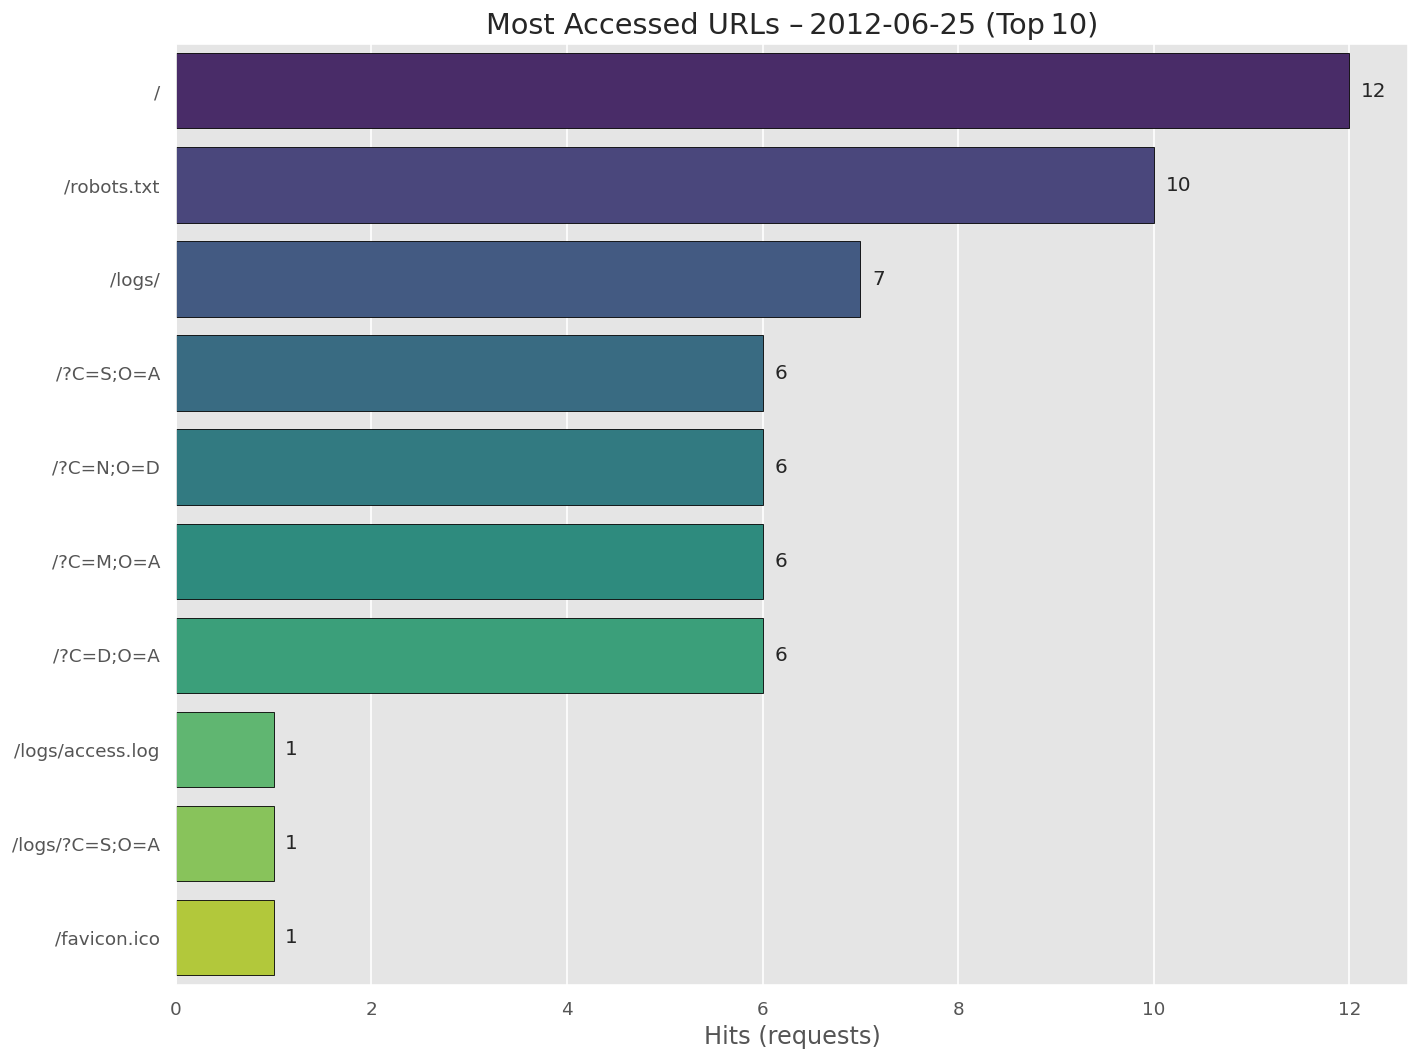 Most Accessed URLs – 2012-06-25 (Top 10)
/ 12
/robots.txt 10
/logs/ 7
/?C=S;O=A 6
/?C=N;O=D 6
/?C=M;O=A 6
/?C=D;O=A 6
/logs/access.log 1
/logs/?C=S;O=A 1
/favicon.ico 1
0 2 4 6 8 10 12
Hits (requests)